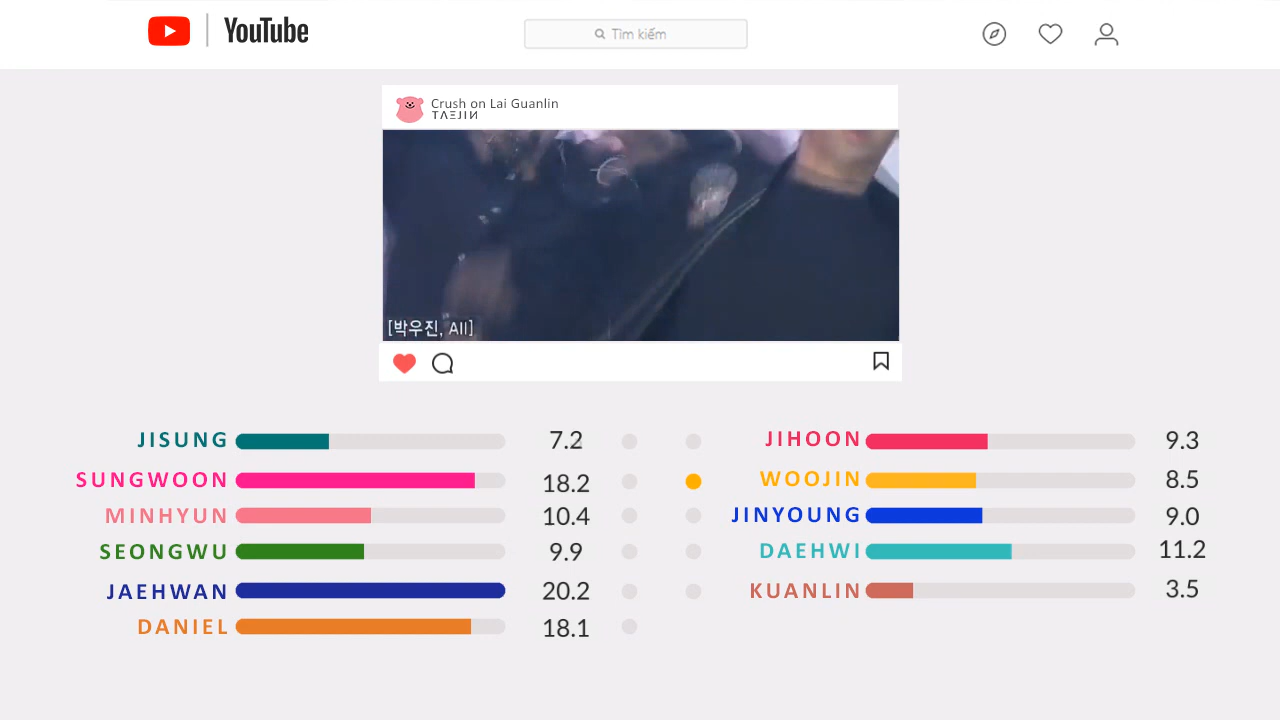 YouTube
Tìm kiếm
Crush on Lai Guanlin
TAEJIN
[박우진, All]
JISUNG 7.2
SUNGWOON 18.2
MINHYUN 10.4
SEONGWU 9.9
JAEHWAN 20.2
DANIEL 18.1
JIHOON 9.3
WOOJIN 8.5
JINYOUNG 9.0
DAEHWI 11.2
KUANLIN 3.5